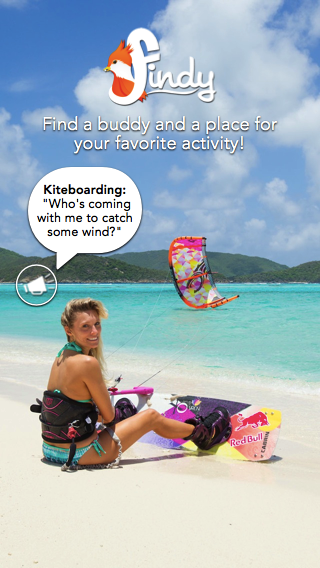 findy
Find a buddy and a place for
your favorite activity!
Kiteboarding:
"Who's coming
with me to catch
some wind?"
Red Bull
CABRIN